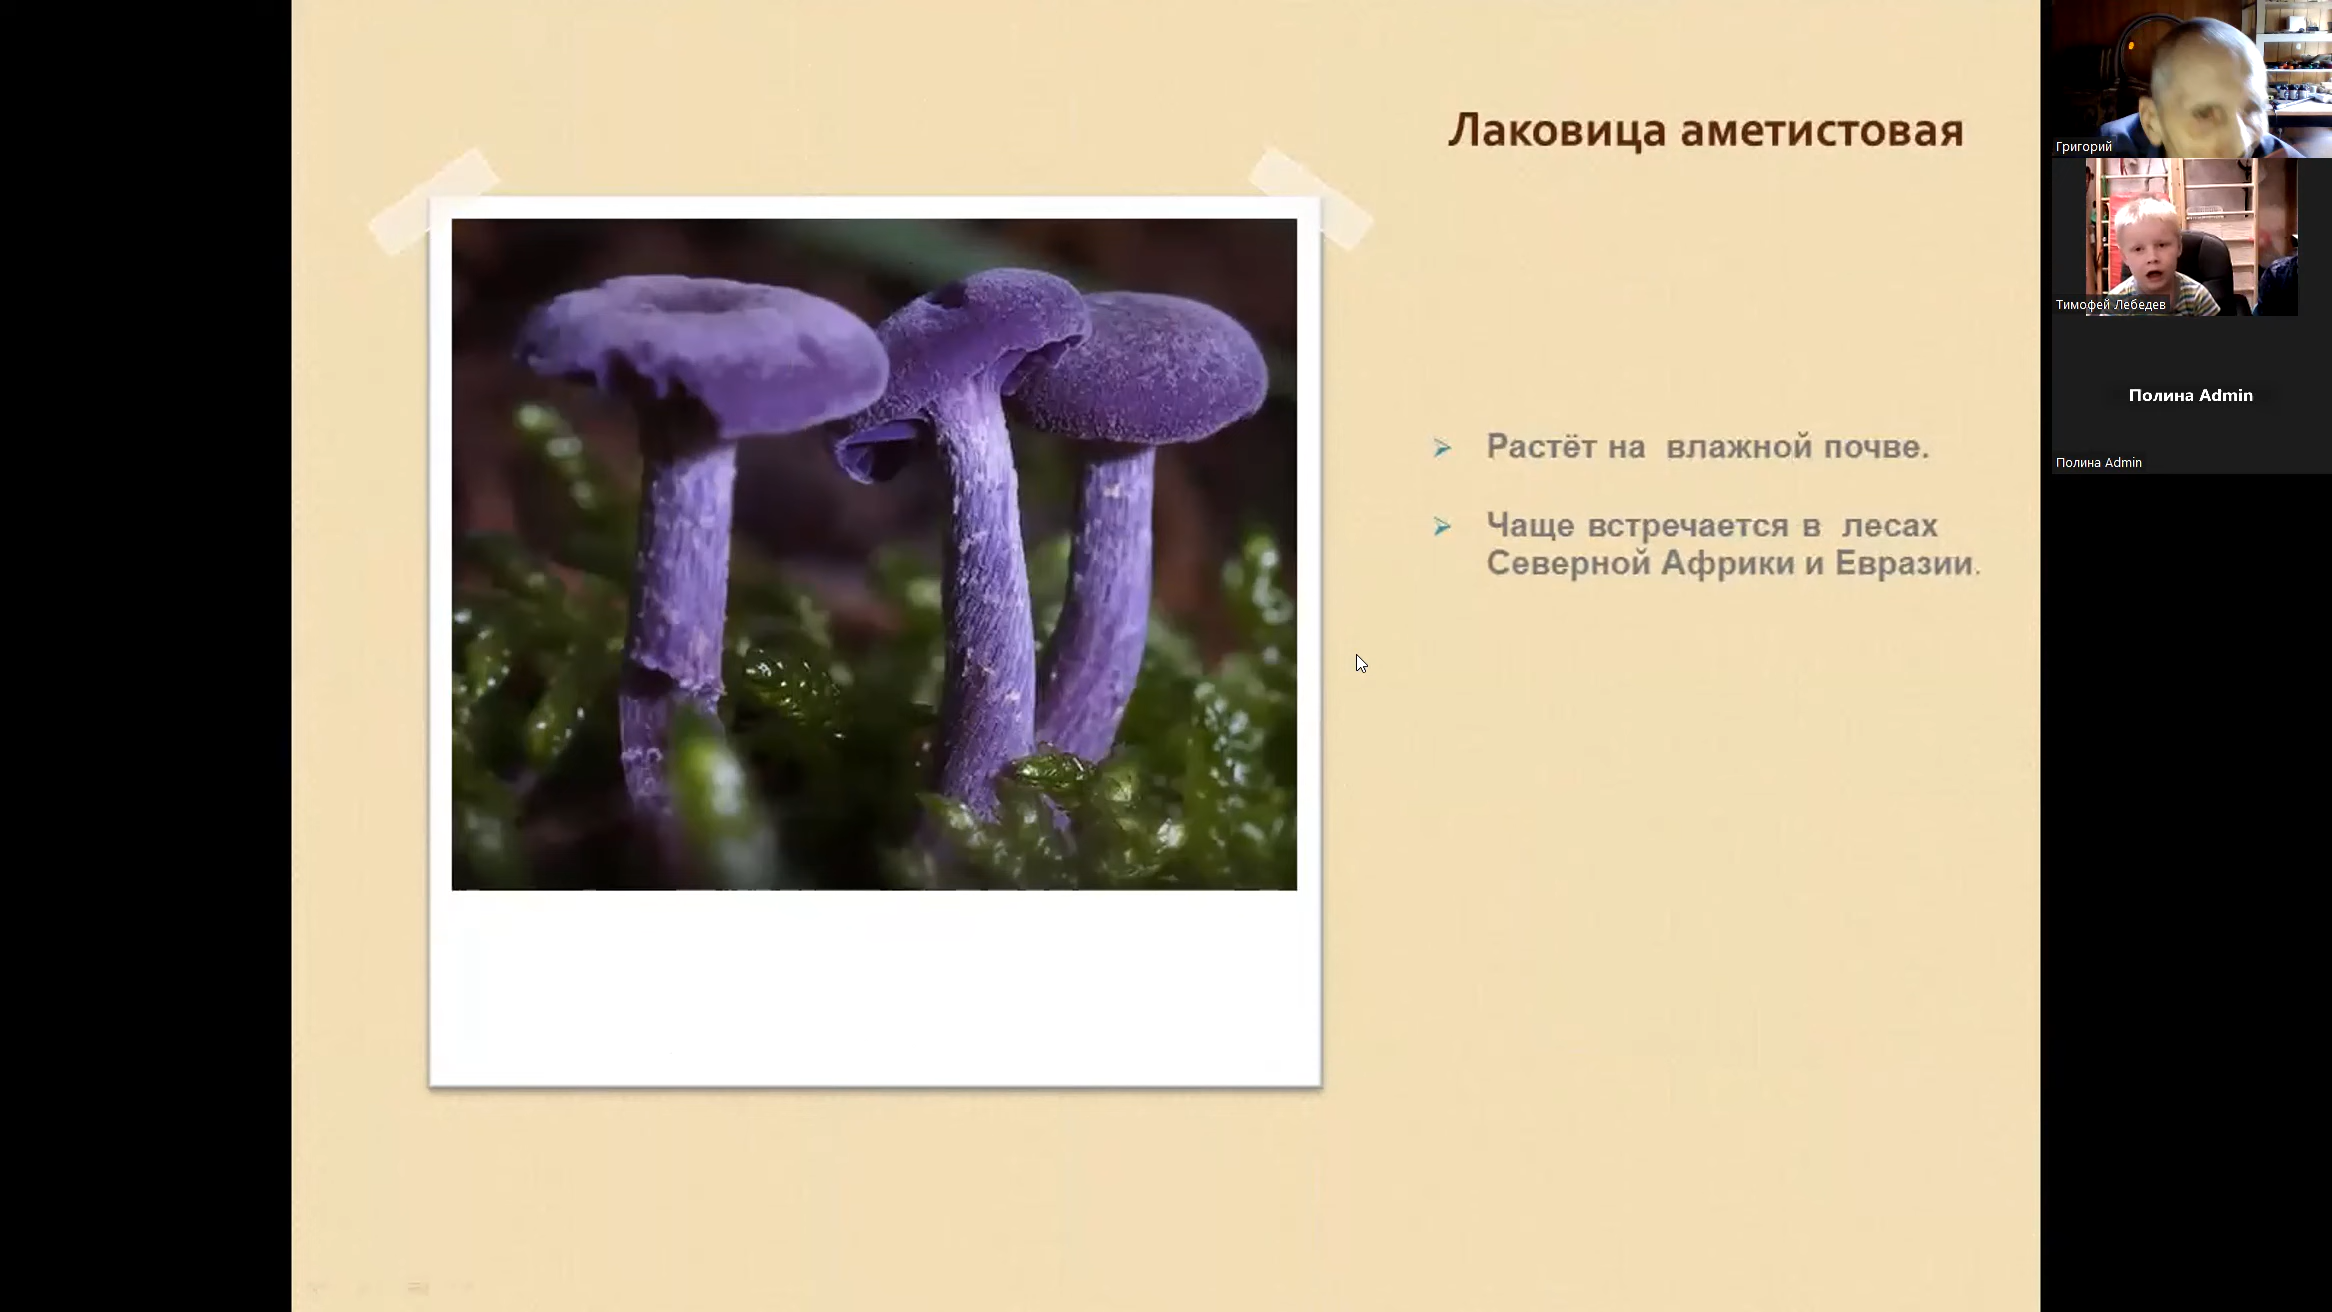 Лаковица аметистовая
Растёт на влажной почве.
Чаще встречается в лесах
Северной Африки и Евразии.
Григорий
Тимофей Лебедев
Полина Admin
Полина Admin